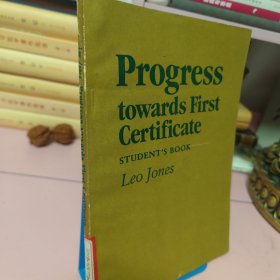 Progress
towards First
Certificate
STUDENT'S BOOK
Leo Jones